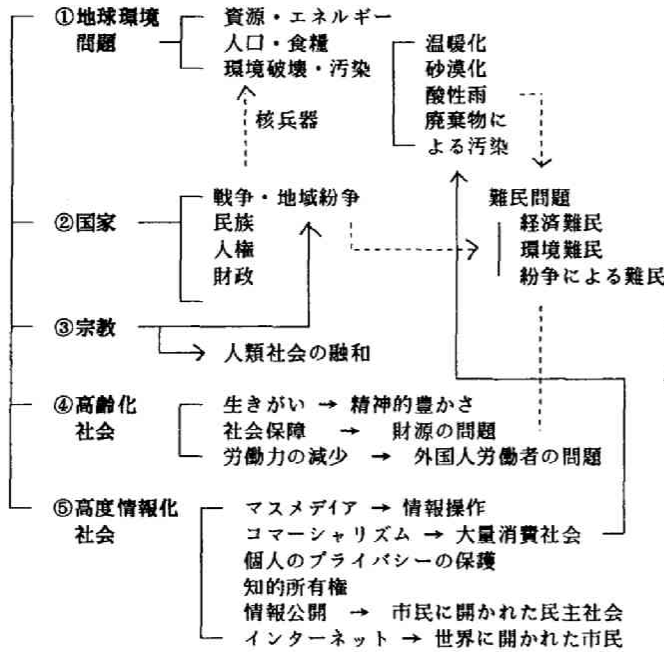 ①地球環境
問題
資源・エネルギー
人口・食糧
環境破壊・汚染
温暖化
砂漠化
酸性雨
廃棄物に
よる汚染
核兵器
②国家
戦争・地域紛争
民族
人権
財政
難民問題
経済難民
環境難民
紛争による難民
③宗教
人類社会の融和
④高齢化
社会
生きがい → 精神的豊かさ
社会保障 → 財源の問題
労働力の減少 → 外国人労働者の問題
⑤高度情報化
社会
マスメデイア → 情報操作
コマーシャリズム → 大量消費社会
個人のプライバシーの保護
知的所有権
情報公開 → 市民に開かれた民主社会
インターネット → 世界に開かれた市民